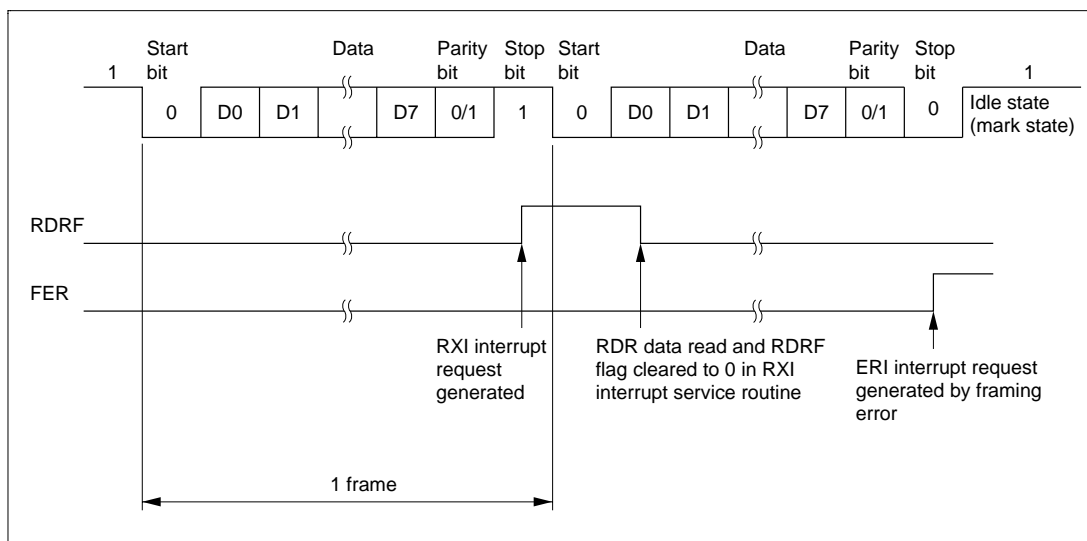 Start bit
Data
Parity bit
Stop bit
Start bit
Data
Parity bit
Stop bit
1
1
0
D0
D1
D7
0/1
1
0
D0
D1
D7
0/1
0
Idle state
(mark state)
RDRF
FER
RXI interrupt
request
generated
RDR data read and RDRF
flag cleared to 0 in RXI
interrupt service routine
ERI interrupt request
generated by framing
error
1 frame